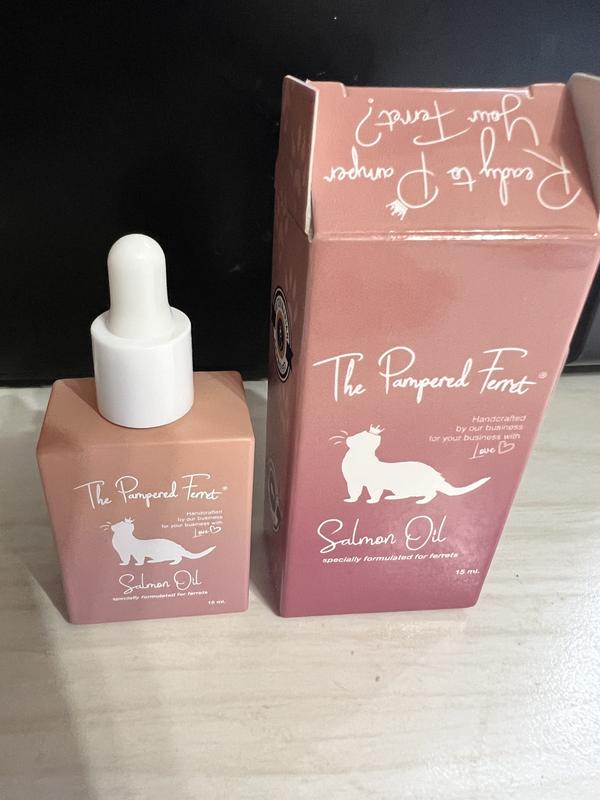 The Pampered Ferret®
Handcrafted
by our business
for your business with
Love
Salmon Oil
specially formulated for ferrets
15 ml.
Ready to Pamper
Your Ferret?
The Pampered Ferret®
Handcrafted
by our business
for your business with
Love
Salmon Oil
specially formulated for ferrets
15 ml.